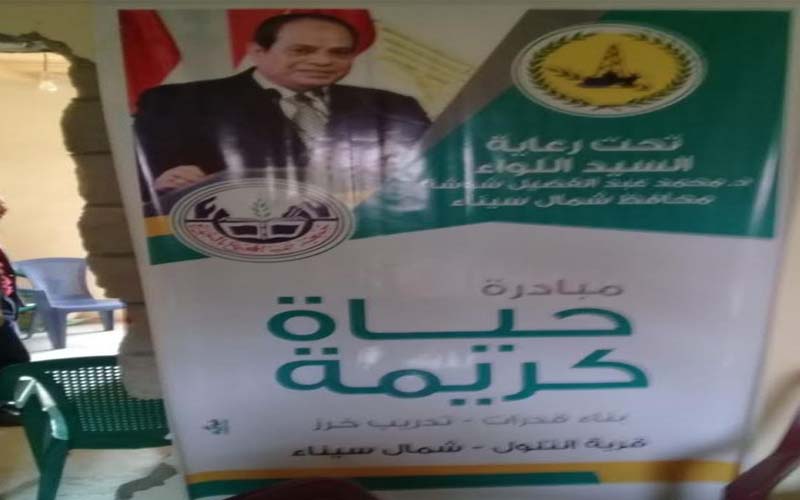 تحت رعاية
السيد اللواء
د. محمد عبد الفضيل شوشة
محافظ شمال سيناء
مبادرة
حياة
كريمة
بناء قدرات - تدريب خرز
قرية التلول - شمال سيناء